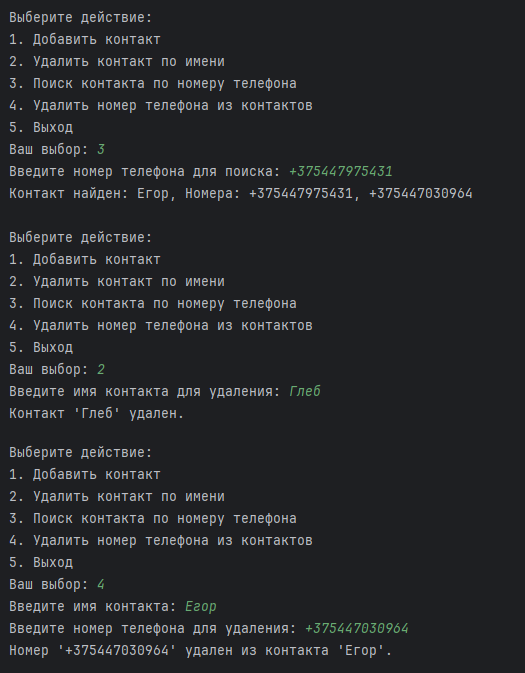 Выберите действие:
1. Добавить контакт
2. Удалить контакт по имени
3. Поиск контакта по номеру телефона
4. Удалить номер телефона из контактов
5. Выход
Ваш выбор: 3
Введите номер телефона для поиска: +375447975431
Контакт найден: Егор, Номера: +375447975431, +375447030964
Выберите действие:
1. Добавить контакт
2. Удалить контакт по имени
3. Поиск контакта по номеру телефона
4. Удалить номер телефона из контактов
5. Выход
Ваш выбор: 2
Введите имя контакта для удаления: Глеб
Контакт 'Глеб' удален.
Выберите действие:
1. Добавить контакт
2. Удалить контакт по имени
3. Поиск контакта по номеру телефона
4. Удалить номер телефона из контактов
5. Выход
Ваш выбор: 4
Введите имя контакта: Егор
Введите номер телефона для удаления: +375447030964
Номер '+375447030964' удален из контакта 'Егор'.